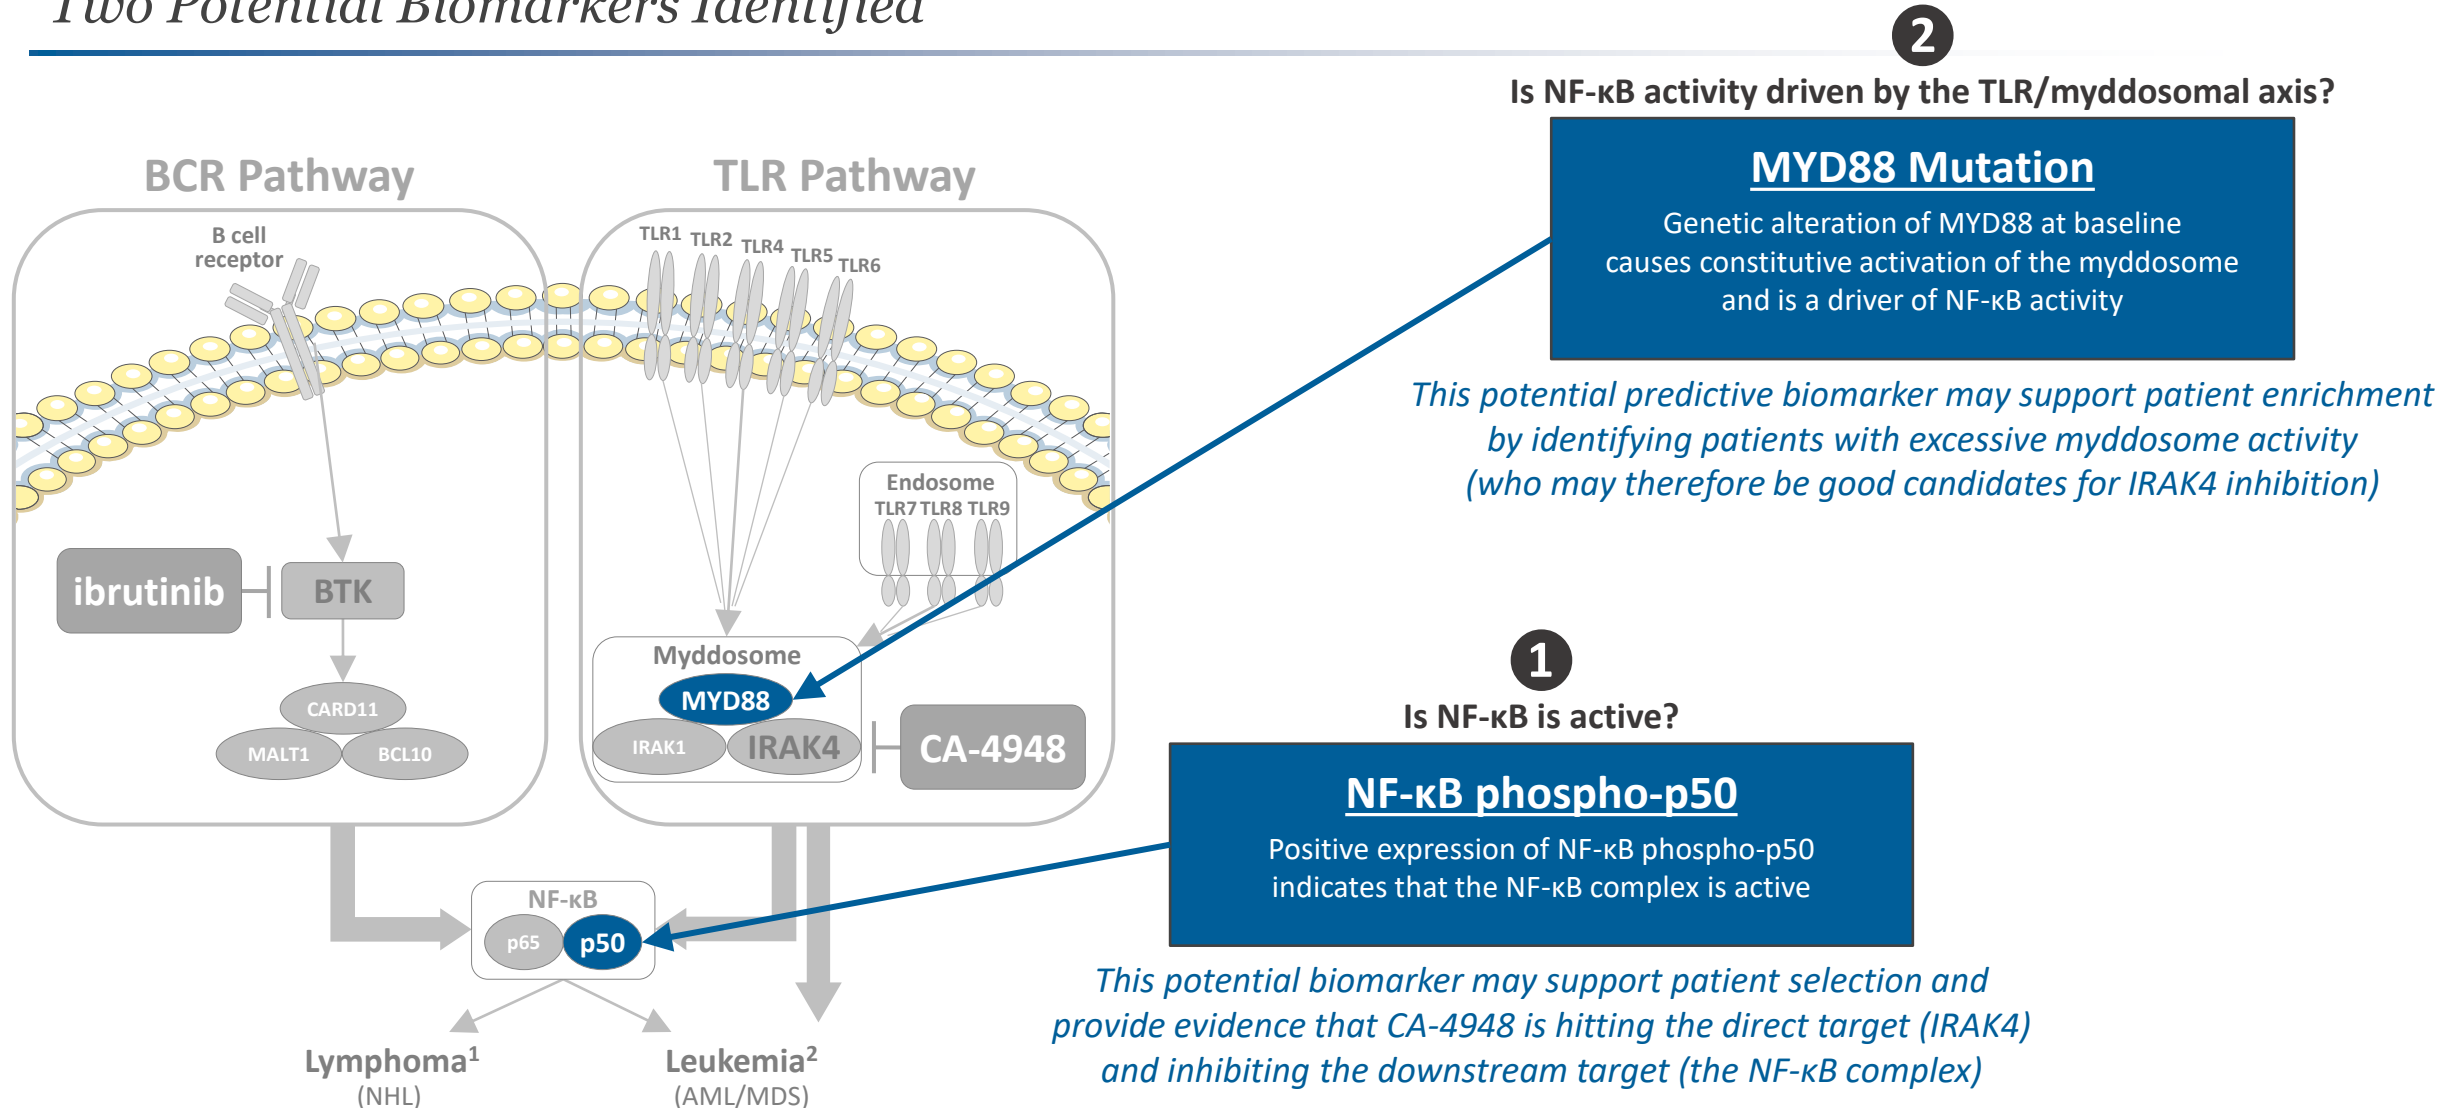 Two Potential Biomarkers Identified
2
Is NF-κB activity driven by the TLR/myddosomal axis?
MYD88 Mutation
Genetic alteration of MYD88 at baseline
causes constitutive activation of the myddosome
and is a driver of NF-κB activity
This potential predictive biomarker may support patient enrichment
by identifying patients with excessive myddosome activity
(who may therefore be good candidates for IRAK4 inhibition)
BCR Pathway
B cell
receptor
ibrutinib
BTK
CARD11
MALT1
BCL10
TLR Pathway
TLR1
TLR2
TLR4
TLR5
TLR6
Endosome
TLR7 TLR8 TLR9
Myddosome
MYD88
IRAK1
IRAK4
CA-4948
1
Is NF-κB is active?
NF-κB phospho-p50
Positive expression of NF-κB phospho-p50
indicates that the NF-κB complex is active
This potential biomarker may support patient selection and
provide evidence that CA-4948 is hitting the direct target (IRAK4)
and inhibiting the downstream target (the NF-κB complex)
NF-κB
p65
p50
Lymphoma¹
(NHL)
Leukemia²
(AML/MDS)